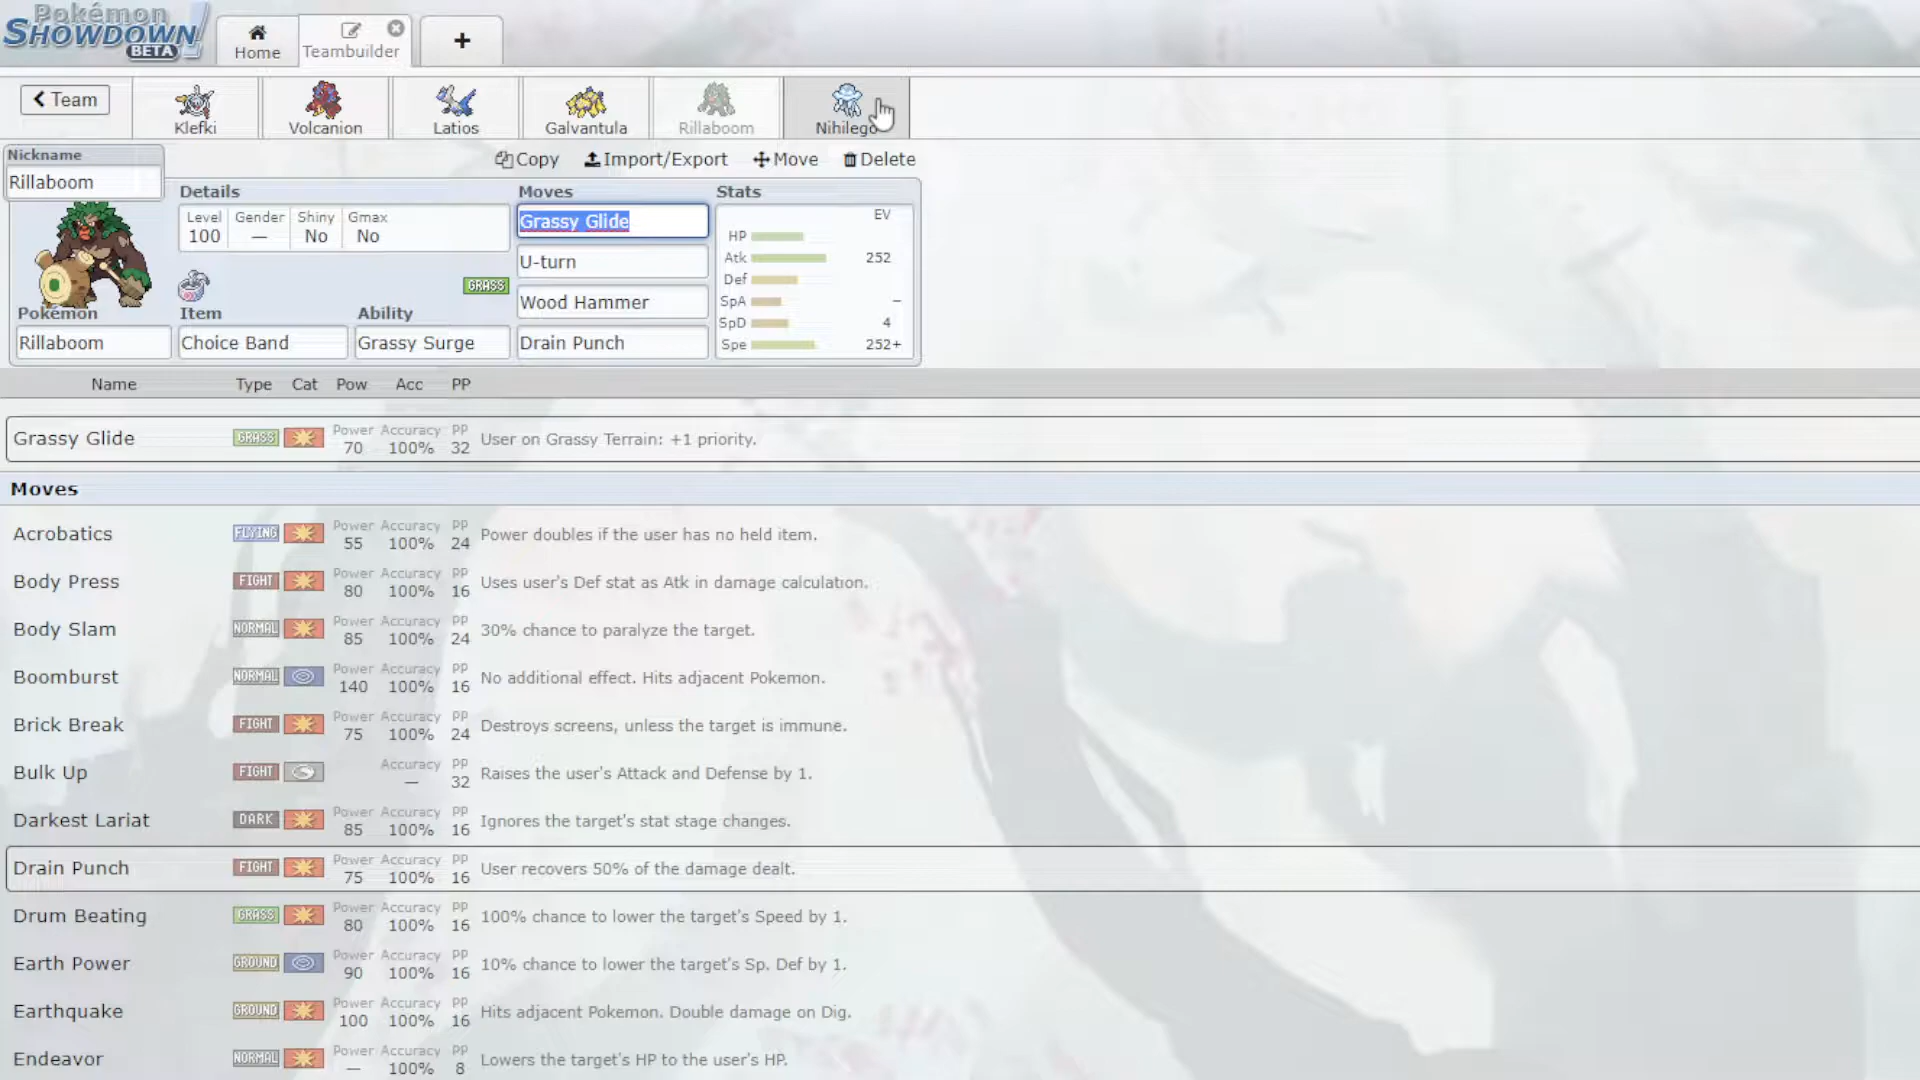 Pokémon
SHOWDOWN!
BETA
Home
Teambuilder
+
Team
Klefki
Volcanion
Latios
Galvantula
Rillaboom
Nihilego
Copy Import/Export Move Delete
Nickname
Rillaboom
Details
Level Gender Shiny Gmax
100 — No No
GRASS
Pokémon Item Ability
Rillaboom Choice Band Grassy Surge
Moves
Grassy Glide
U-turn
Wood Hammer
Drain Punch
Stats
EV
HP
Atk 252
Def
SpA –
SpD 4
Spe 252+
Name Type Cat Pow Acc PP
Grassy Glide GRASS Power 70 Accuracy 100% PP 32 User on Grassy Terrain: +1 priority.
Moves
Acrobatics FLYING Power 55 Accuracy 100% PP 24 Power doubles if the user has no held item.
Body Press FIGHT Power 80 Accuracy 100% PP 16 Uses user's Def stat as Atk in damage calculation.
Body Slam NORMAL Power 85 Accuracy 100% PP 24 30% chance to paralyze the target.
Boomburst NORMAL Power 140 Accuracy 100% PP 16 No additional effect. Hits adjacent Pokemon.
Brick Break FIGHT Power 75 Accuracy 100% PP 24 Destroys screens, unless the target is immune.
Bulk Up FIGHT Accuracy — PP 32 Raises the user's Attack and Defense by 1.
Darkest Lariat DARK Power 85 Accuracy 100% PP 16 Ignores the target's stat stage changes.
Drain Punch FIGHT Power 75 Accuracy 100% PP 16 User recovers 50% of the damage dealt.
Drum Beating GRASS Power 80 Accuracy 100% PP 16 100% chance to lower the target's Speed by 1.
Earth Power GROUND Power 90 Accuracy 100% PP 16 10% chance to lower the target's Sp. Def by 1.
Earthquake GROUND Power 100 Accuracy 100% PP 16 Hits adjacent Pokemon. Double damage on Dig.
Endeavor NORMAL Power — Accuracy 100% PP 8 Lowers the target's HP to the user's HP.